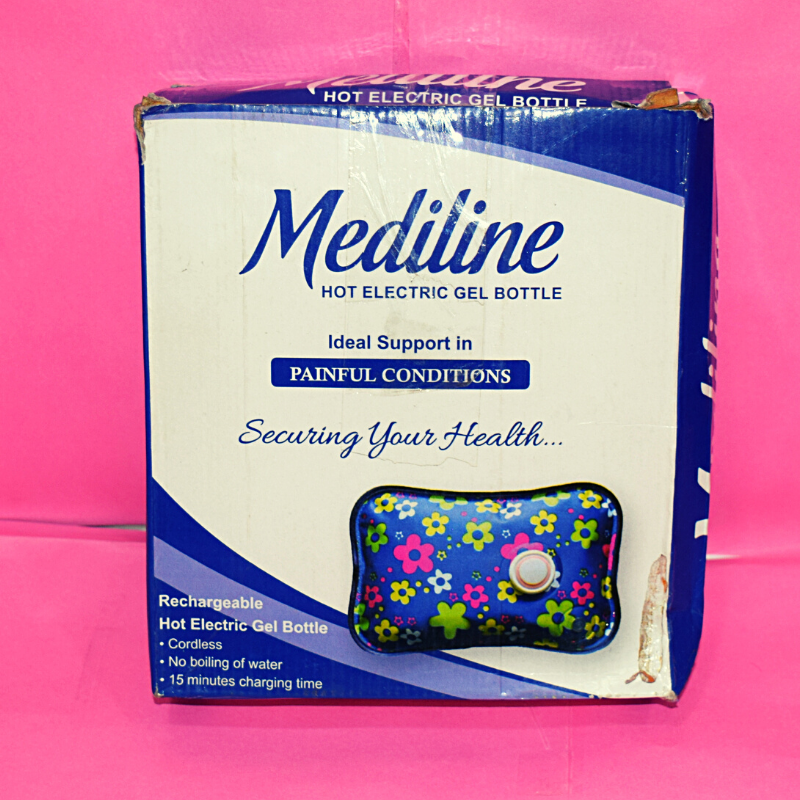 Mediline
HOT ELECTRIC GEL BOTTLE
Mediline
HOT ELECTRIC GEL BOTTLE
Ideal Support in
PAINFUL CONDITIONS
Securing Your Health...
Rechargeable
Hot Electric Gel Bottle
• Cordless
• No boiling of water
• 15 minutes charging time